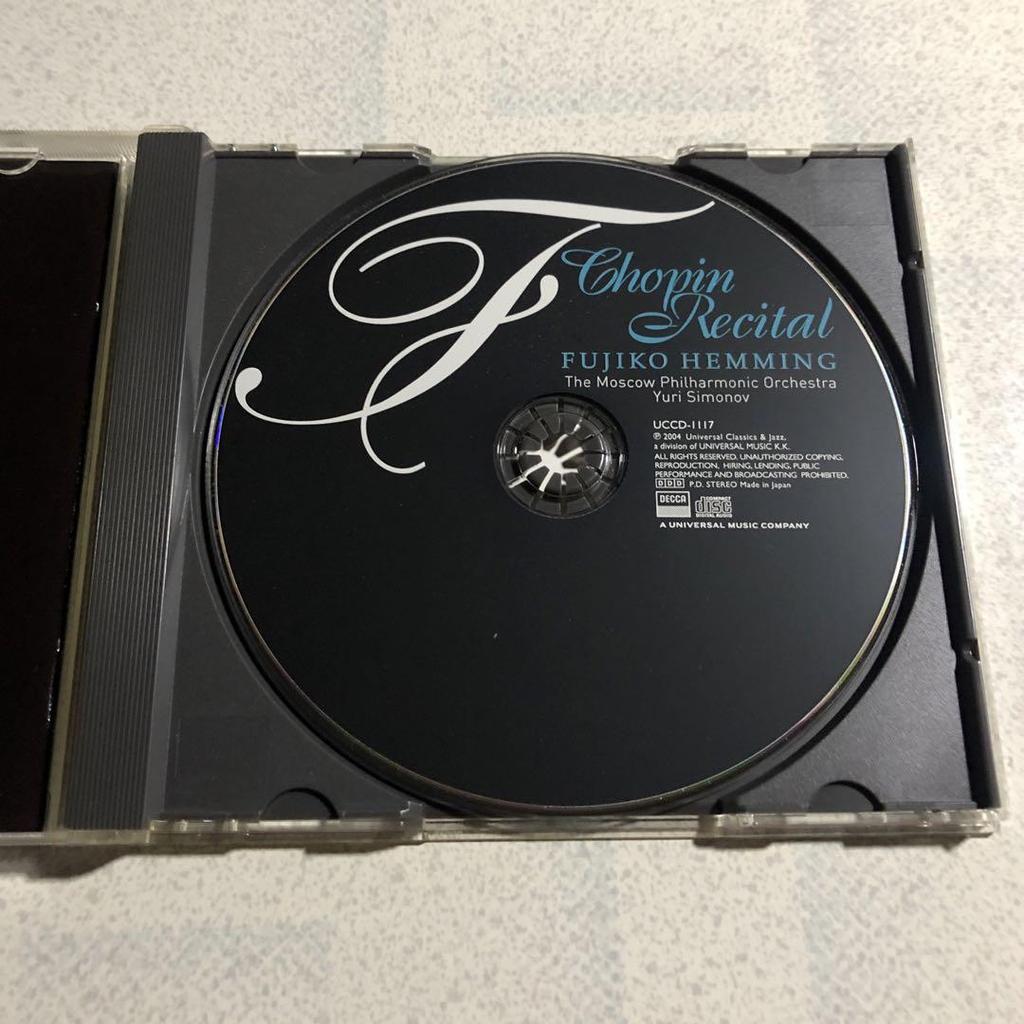 F
Chopin
Recital
FUJIKO HEMMING
The Moscow Philharmonic Orchestra
Yuri Simonov
UCCD-1117
℗ 2004 Universal Classics & Jazz,
a division of UNIVERSAL MUSIC K.K.
ALL RIGHTS RESERVED. UNAUTHORIZED COPYING,
REPRODUCTION, HIRING, LENDING, PUBLIC
PERFORMANCE AND BROADCASTING PROHIBITED.
DDD P.D. STEREO Made in Japan
DECCA COMPACT disc DIGITAL AUDIO
A UNIVERSAL MUSIC COMPANY